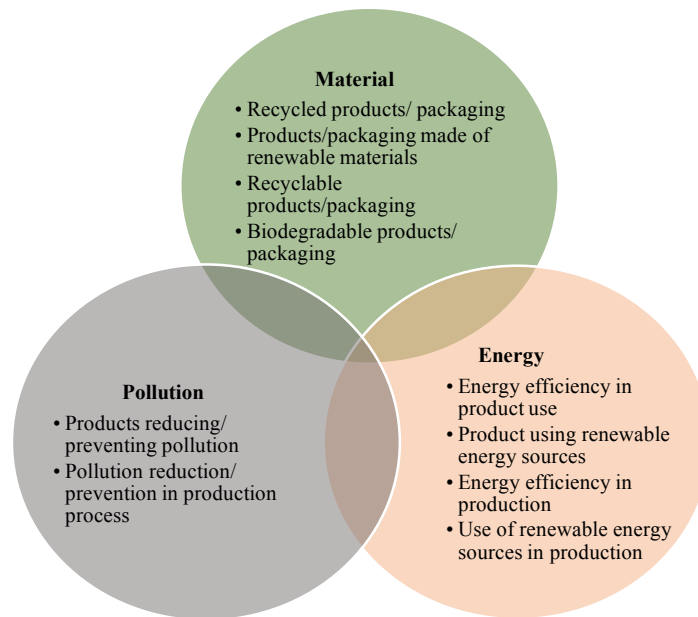 Material
• Recycled products/ packaging
• Products/packaging made of
renewable materials
• Recyclable
products/packaging
• Biodegradable products/
packaging
Pollution
• Products reducing/
preventing pollution
• Pollution reduction/
prevention in production
process
Energy
• Energy efficiency in
product use
• Product using renewable
energy sources
• Energy efficiency in
production
• Use of renewable energy
sources in production